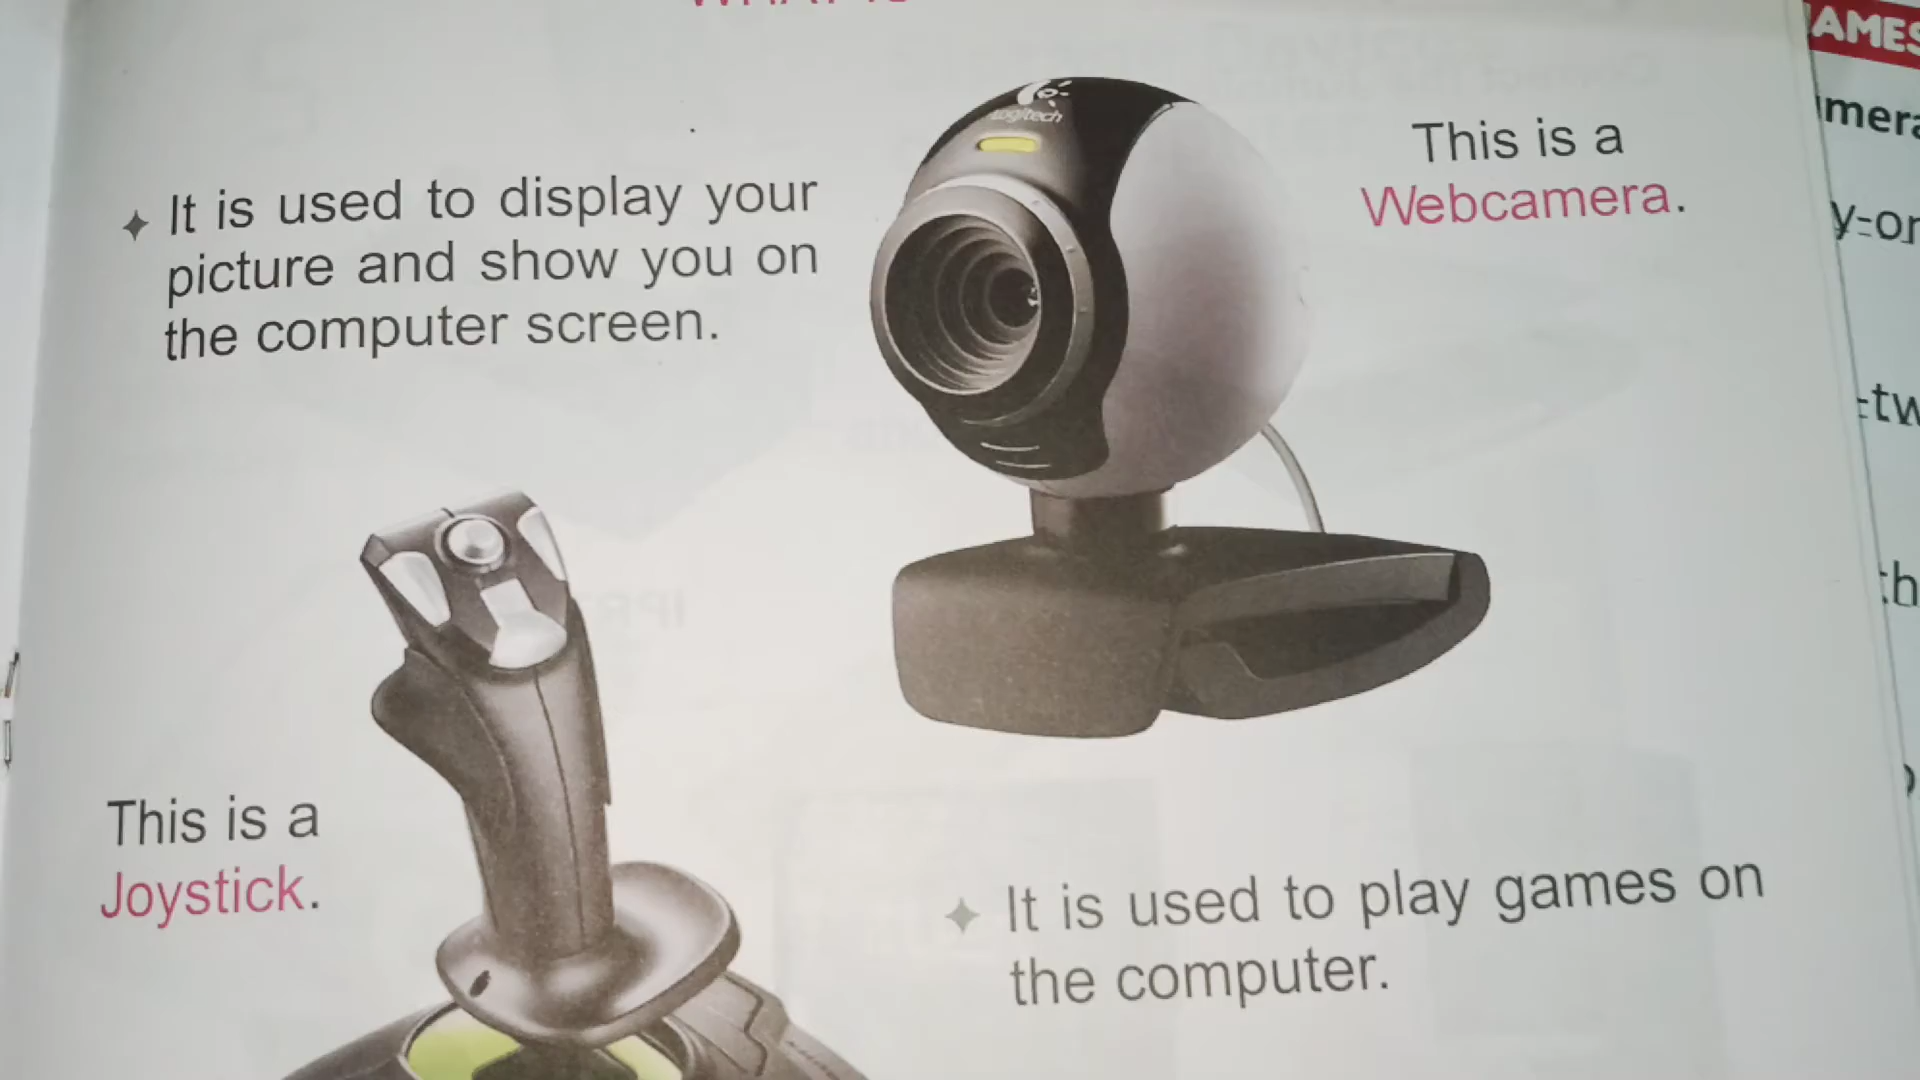 Logitech
This is a
Webcamera.
It is used to display your
picture and show you on
the computer screen.
This is a
Joystick.
It is used to play games on
the computer.